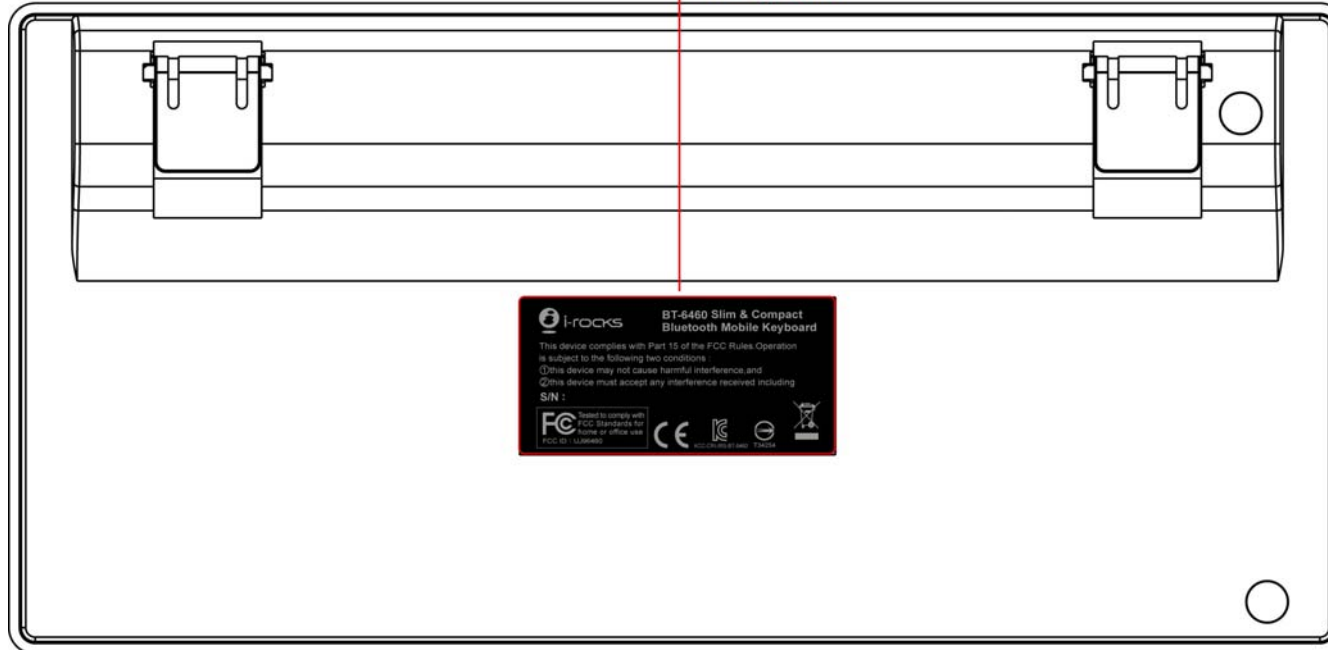 i-rocks
BT-6460 Slim & Compact
Bluetooth Mobile Keyboard
This device complies with Part 15 of the FCC Rules.Operation
is subject to the following two conditions :
①this device may not cause harmful interference,and
②this device must accept any interference received including
S/N :
FC Tested to comply with
FCC Standards for
home or office use
FCC ID : UJ96460
CE